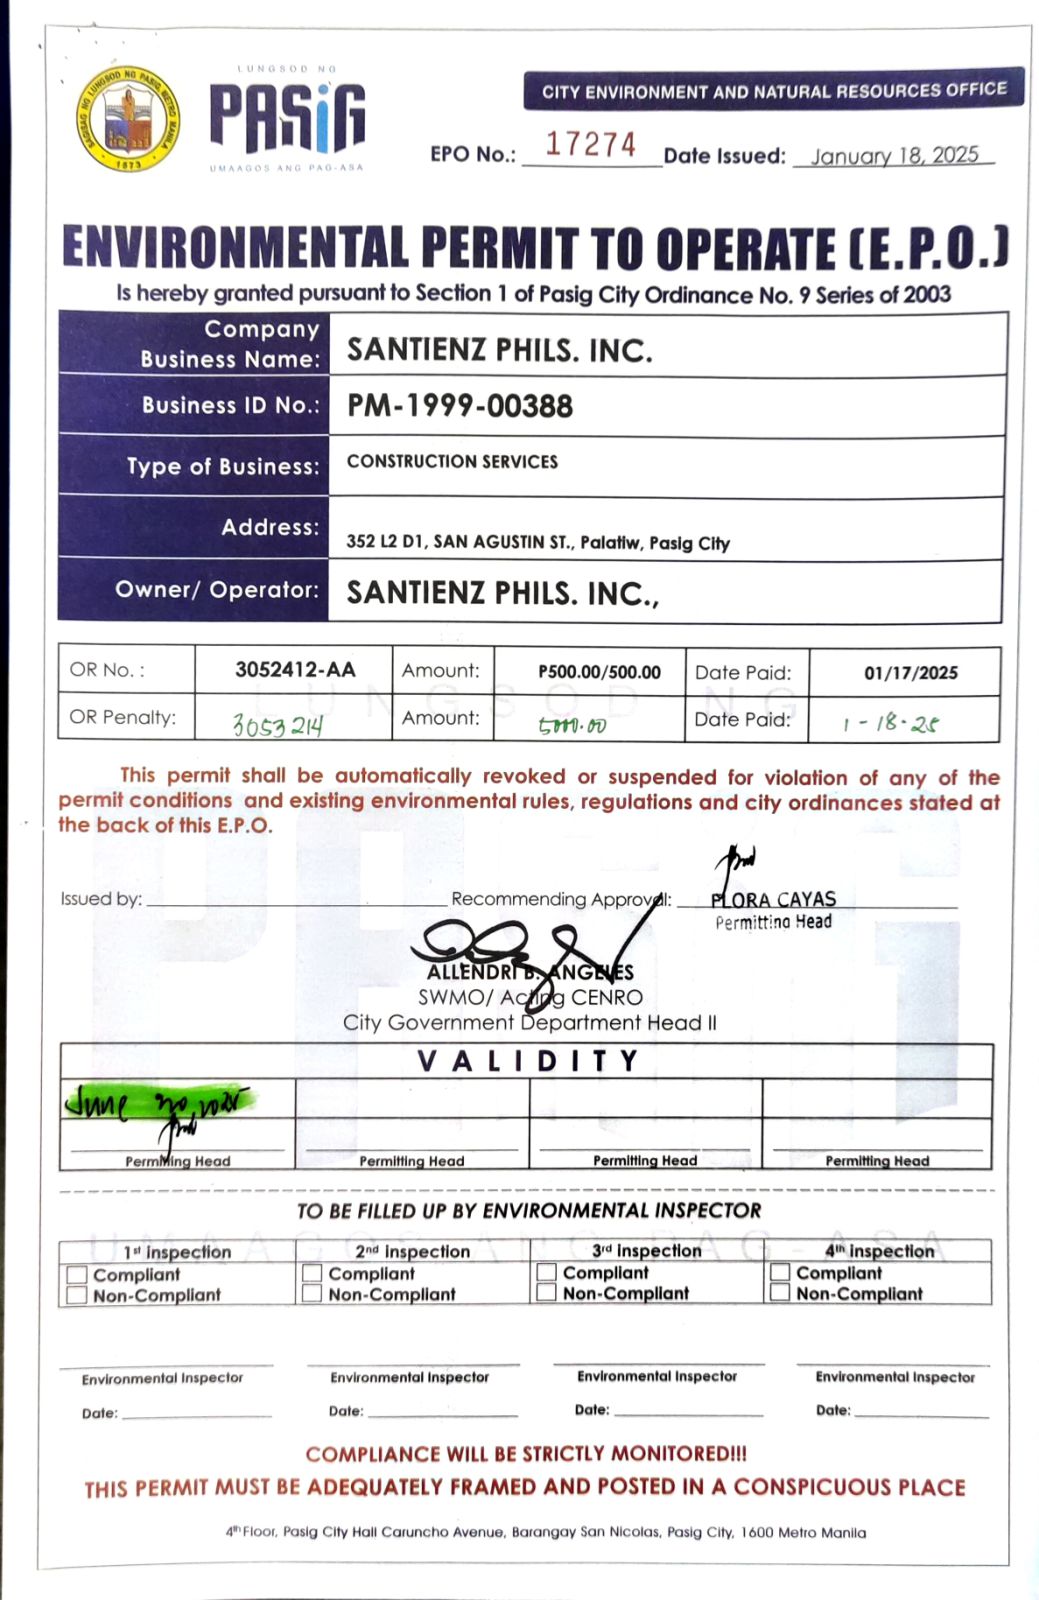 LUNGSOD NG
PASiG
UMAAGOS ANG PAG-ASA
SAGISAG NG LUNGSOD NG PASIG, METRO MANILA
1573
CITY ENVIRONMENT AND NATURAL RESOURCES OFFICE
EPO No.: 17274 Date Issued: January 18, 2025
ENVIRONMENTAL PERMIT TO OPERATE (E.P.O.)
Is hereby granted pursuant to Section 1 of Pasig City Ordinance No. 9 Series of 2003
Company
Business Name: SANTIENZ PHILS. INC.
Business ID No.: PM-1999-00388
Type of Business: CONSTRUCTION SERVICES
Address: 352 L2 D1, SAN AGUSTIN ST., Palatiw, Pasig City
Owner/ Operator: SANTIENZ PHILS. INC.,
OR No. : 3052412-AA Amount: P500.00/500.00 Date Paid: 01/17/2025
LUNGSOD NG
OR Penalty: 3053214 Amount: 5000.00 Date Paid: 1-18-25
This permit shall be automatically revoked or suspended for violation of any of the
permit conditions and existing environmental rules, regulations and city ordinances stated at
the back of this E.P.O.
Issued by: Recommending Approval: FLORA CAYAS
Permitting Head
ALLENDRI B. ANGELES
SWMO/ Acting CENRO
City Government Department Head II
VALIDITY
June 20, 2025
Permitting Head Permitting Head Permitting Head Permitting Head
TO BE FILLED UP BY ENVIRONMENTAL INSPECTOR
UMAAGOS ANG PAG-ASA
1st Inspection 2nd Inspection 3rd Inspection 4th Inspection
Compliant Compliant Compliant Compliant
Non-Compliant Non-Compliant Non-Compliant Non-Compliant
Environmental Inspector Environmental Inspector Environmental Inspector Environmental Inspector
Date: Date: Date: Date:
COMPLIANCE WILL BE STRICTLY MONITORED!!!
THIS PERMIT MUST BE ADEQUATELY FRAMED AND POSTED IN A CONSPICUOUS PLACE
4th Floor, Pasig City Hall Caruncho Avenue, Barangay San Nicolas, Pasig City, 1600 Metro Manila